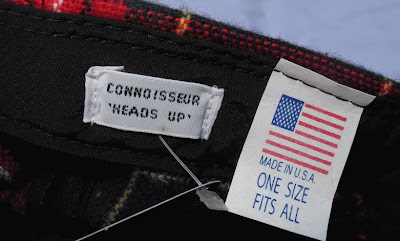 CONNOISSEUR
'HEADS UP'
MADE IN U.S.A.
ONE SIZE
FITS ALL